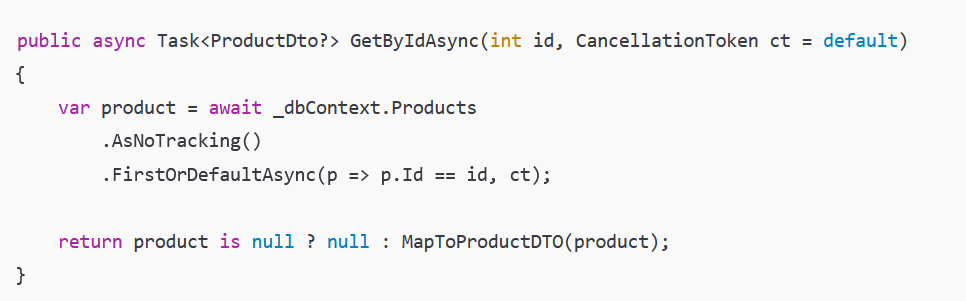 public async Task<ProductDto?> GetByIdAsync(int id, CancellationToken ct = default)
{
    var product = await _dbContext.Products
        .AsNoTracking()
        .FirstOrDefaultAsync(p => p.Id == id, ct);

    return product is null ? null : MapToProductDTO(product);
}